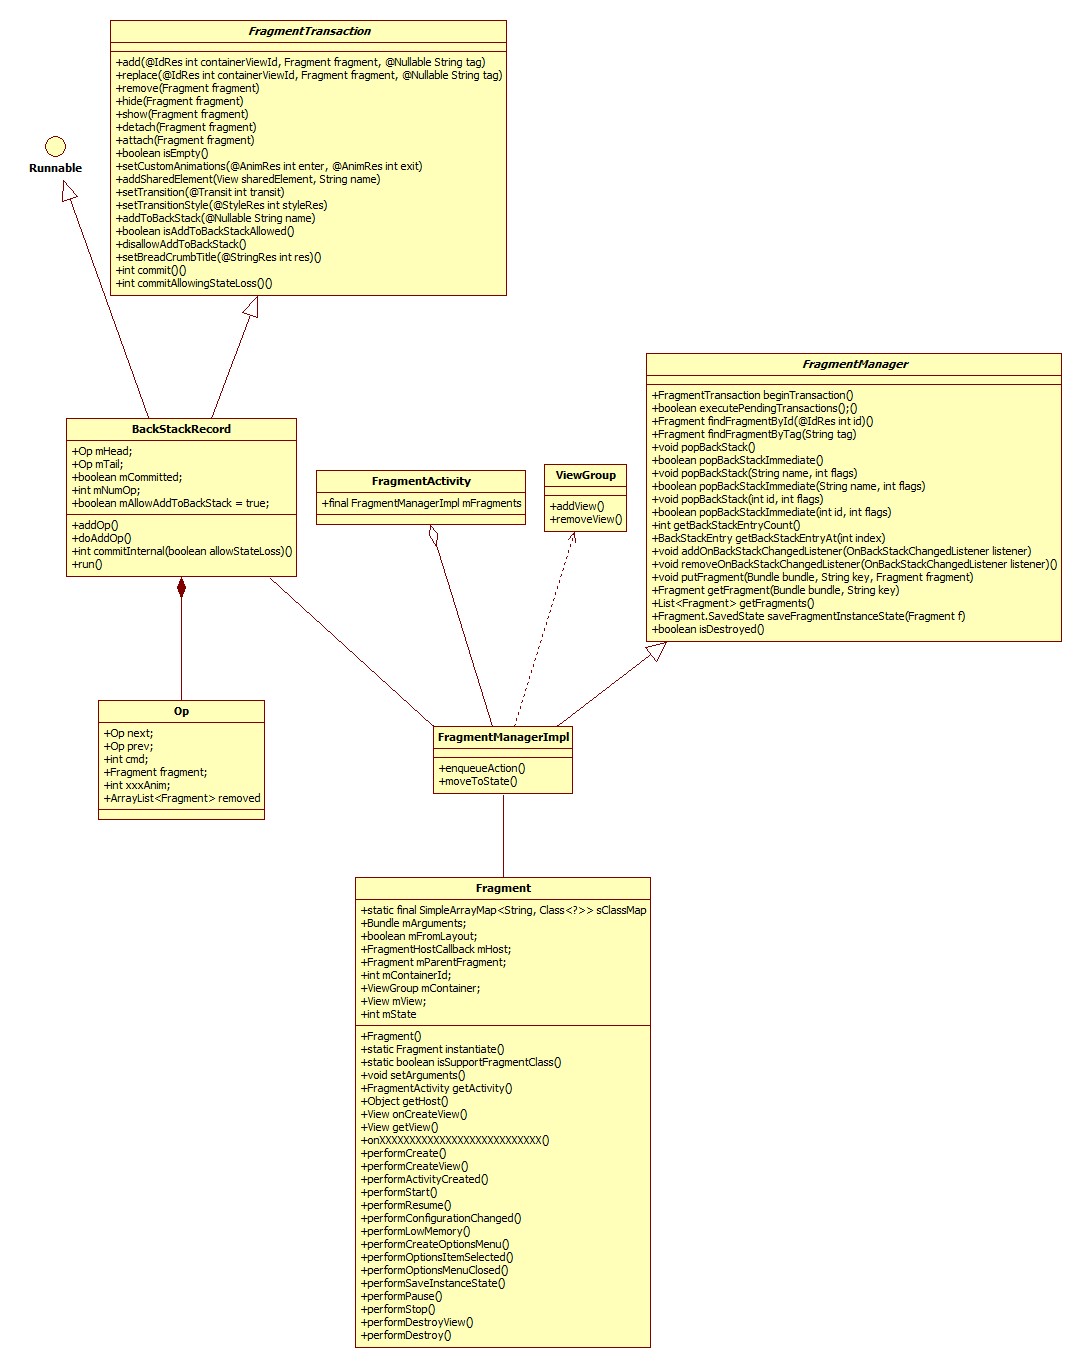 FragmentTransaction
+add(@IdRes int containerViewId, Fragment fragment, @Nullable String tag)
+replace(@IdRes int containerViewId, Fragment fragment, @Nullable String tag)
+remove(Fragment fragment)
+hide(Fragment fragment)
+show(Fragment fragment)
+detach(Fragment fragment)
+attach(Fragment fragment)
+boolean isEmpty()
+setCustomAnimations(@AnimRes int enter, @AnimRes int exit)
+addSharedElement(View sharedElement, String name)
+setTransition(@Transit int transit)
+setTransitionStyle(@StyleRes int styleRes)
+addToBackStack(@Nullable String name)
+boolean isAddToBackStackAllowed()
+disallowAddToBackStack()
+setBreadCrumbTitle(@StringRes int res)()
+int commit()()
+int commitAllowingStateLoss()()
Runnable
FragmentManager
+FragmentTransaction beginTransaction()
+boolean executePendingTransactions();()
+Fragment findFragmentById(@IdRes int id)()
+Fragment findFragmentByTag(String tag)
+void popBackStack()
+boolean popBackStackImmediate()
+void popBackStack(String name, int flags)
+boolean popBackStackImmediate(String name, int flags)
+void popBackStack(int id, int flags)
+boolean popBackStackImmediate(int id, int flags)
+int getBackStackEntryCount()
+BackStackEntry getBackStackEntryAt(int index)
+void addOnBackStackChangedListener(OnBackStackChangedListener listener)
+void removeOnBackStackChangedListener(OnBackStackChangedListener listener)()
+void putFragment(Bundle bundle, String key, Fragment fragment)
+Fragment getFragment(Bundle bundle, String key)
+List<Fragment> getFragments()
+Fragment.SavedState saveFragmentInstanceState(Fragment f)
+boolean isDestroyed()
BackStackRecord
+Op mHead;
+Op mTail;
+boolean mCommitted;
+int mNumOp;
+boolean mAllowAddToBackStack = true;
+addOp()
+doAddOp()
+int commitInternal(boolean allowStateLoss)()
+run()
FragmentActivity
+final FragmentManagerImpl mFragments
ViewGroup
+addView()
+removeView()
Op
+Op next;
+Op prev;
+int cmd;
+Fragment fragment;
+int xxxAnim;
+ArrayList<Fragment> removed
FragmentManagerImpl
+enqueueAction()
+moveToState()
Fragment
+static final SimpleArrayMap<String, Class<?>> sClassMap
+Bundle mArguments;
+boolean mFromLayout;
+FragmentHostCallback mHost;
+Fragment mParentFragment;
+int mContainerId;
+ViewGroup mContainer;
+View mView;
+int mState
+Fragment()
+static Fragment instantiate()
+static boolean isSupportFragmentClass()
+void setArguments()
+FragmentActivity getActivity()
+Object getHost()
+View onCreateView()
+View getView()
+onXXXXXXXXXXXXXXXXXXXXXXXXXXX()
+performCreate()
+performCreateView()
+performActivityCreated()
+performStart()
+performResume()
+performConfigurationChanged()
+performLowMemory()
+performCreateOptionsMenu()
+performOptionsItemSelected()
+performOptionsMenuClosed()
+performSaveInstanceState()
+performPause()
+performStop()
+performDestroyView()
+performDestroy()